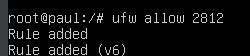 root@paul:/# ufw allow 2812
Rule added
Rule added (v6)